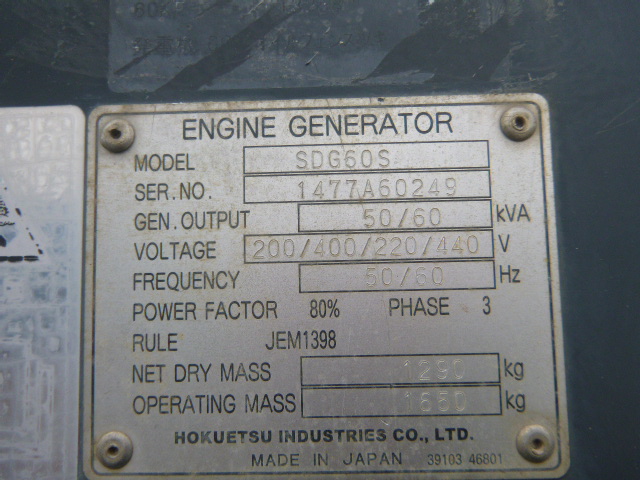 ENGINE GENERATOR
MODEL SDG60S
SER.NO. 1477A60249
GEN.OUTPUT 50/60 kVA
VOLTAGE 200/400/220/440 V
FREQUENCY 50/60 Hz
POWER FACTOR 80% PHASE 3
RULE JEM1398
NET DRY MASS 1290 kg
OPERATING MASS kg
HOKUETSU INDUSTRIES CO., LTD.
MADE IN JAPAN 39103 46801